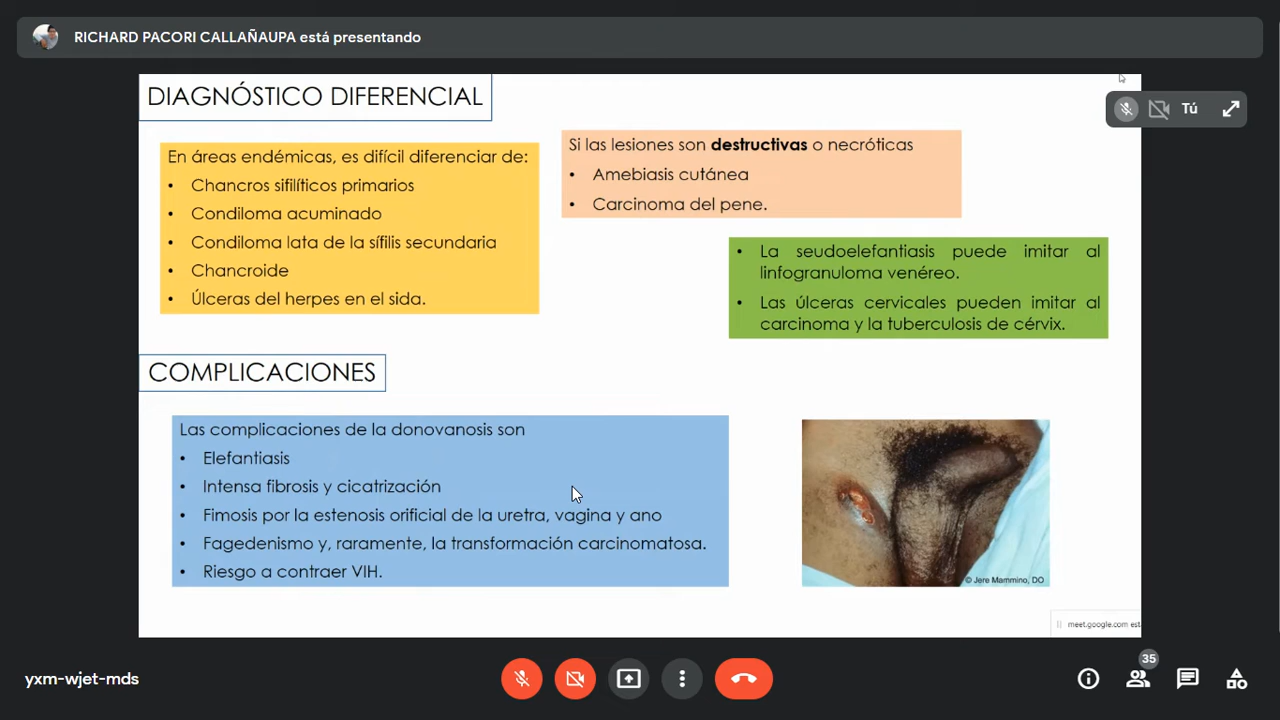 RICHARD PACORI CALLAÑAUPA está presentando
Tú
DIAGNÓSTICO DIFERENCIAL
En áreas endémicas, es difícil diferenciar de:
• Chancros sifilíticos primarios
• Condiloma acuminado
• Condiloma lata de la sífilis secundaria
• Chancroide
• Úlceras del herpes en el sida.
Si las lesiones son destructivas o necróticas
• Amebiasis cutánea
• Carcinoma del pene.
• La seudoelefantiasis puede imitar al
linfogranuloma venéreo.
• Las úlceras cervicales pueden imitar al
carcinoma y la tuberculosis de cérvix.
COMPLICACIONES
Las complicaciones de la donovanosis son
• Elefantiasis
• Intensa fibrosis y cicatrización
• Fimosis por la estenosis orificial de la uretra, vagina y ano
• Fagedenismo y, raramente, la transformación carcinomatosa.
• Riesgo a contraer VIH.
© Jere Mammino, DO
meet.google.com est
yxm-wjet-mds
35